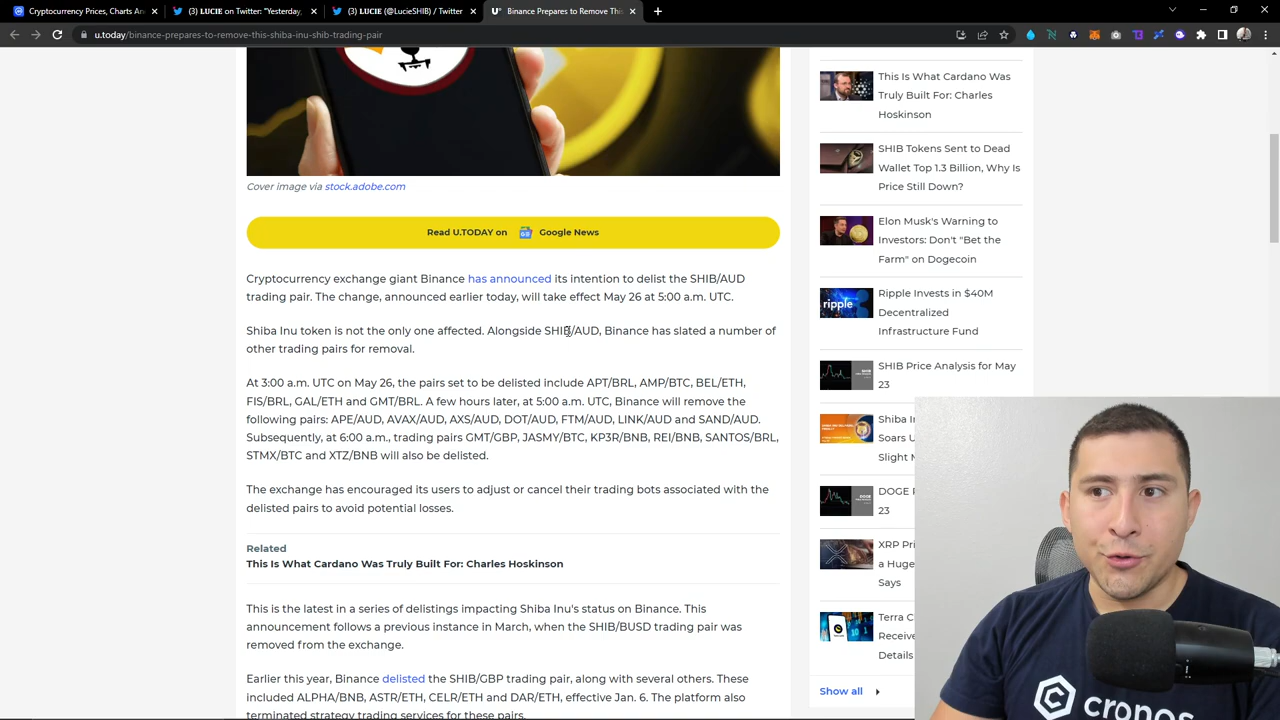 Cryptocurrency Prices, Charts An
(3) LUCIE on Twitter: "Yesterday,
(3) LUCIE (@LucieSHIB) / Twitter
Binance Prepares to Remove This
u.today/binance-prepares-to-remove-this-shiba-inu-shib-trading-pair
Cover image via stock.adobe.com
Read U.TODAY on Google News
Cryptocurrency exchange giant Binance has announced its intention to delist the SHIB/AUD
trading pair. The change, announced earlier today, will take effect May 26 at 5:00 a.m. UTC.
Shiba Inu token is not the only one affected. Alongside SHIB/AUD, Binance has slated a number of
other trading pairs for removal.
At 3:00 a.m. UTC on May 26, the pairs set to be delisted include APT/BRL, AMP/BTC, BEL/ETH,
FIS/BRL, GAL/ETH and GMT/BRL. A few hours later, at 5:00 a.m. UTC, Binance will remove the
following pairs: APE/AUD, AVAX/AUD, AXS/AUD, DOT/AUD, FTM/AUD, LINK/AUD and SAND/AUD.
Subsequently, at 6:00 a.m., trading pairs GMT/GBP, JASMY/BTC, KP3R/BNB, REI/BNB, SANTOS/BRL,
STMX/BTC and XTZ/BNB will also be delisted.
The exchange has encouraged its users to adjust or cancel their trading bots associated with the
delisted pairs to avoid potential losses.
Related
This Is What Cardano Was Truly Built For: Charles Hoskinson
This is the latest in a series of delistings impacting Shiba Inu's status on Binance. This
announcement follows a previous instance in March, when the SHIB/BUSD trading pair was
removed from the exchange.
Earlier this year, Binance delisted the SHIB/GBP trading pair, along with several others. These
included ALPHA/BNB, ASTR/ETH, CELR/ETH and DAR/ETH, effective Jan. 6. The platform also
terminated strategy trading services for these pairs.
This Is What Cardano Was
Truly Built For: Charles
Hoskinson
SHIB Tokens Sent to Dead
Wallet Top 1.3 Billion, Why Is
Price Still Down?
Elon Musk's Warning to
Investors: Don't "Bet the
Farm" on Dogecoin
Ripple Invests in $40M
Decentralized
Infrastructure Fund
SHIB Price Analysis for May
23
Shiba In
Soars U
Slight M
DOGE P
23
XRP Pri
a Huge
Says
Terra C
Receive
Details
Show all
ripple
cronos